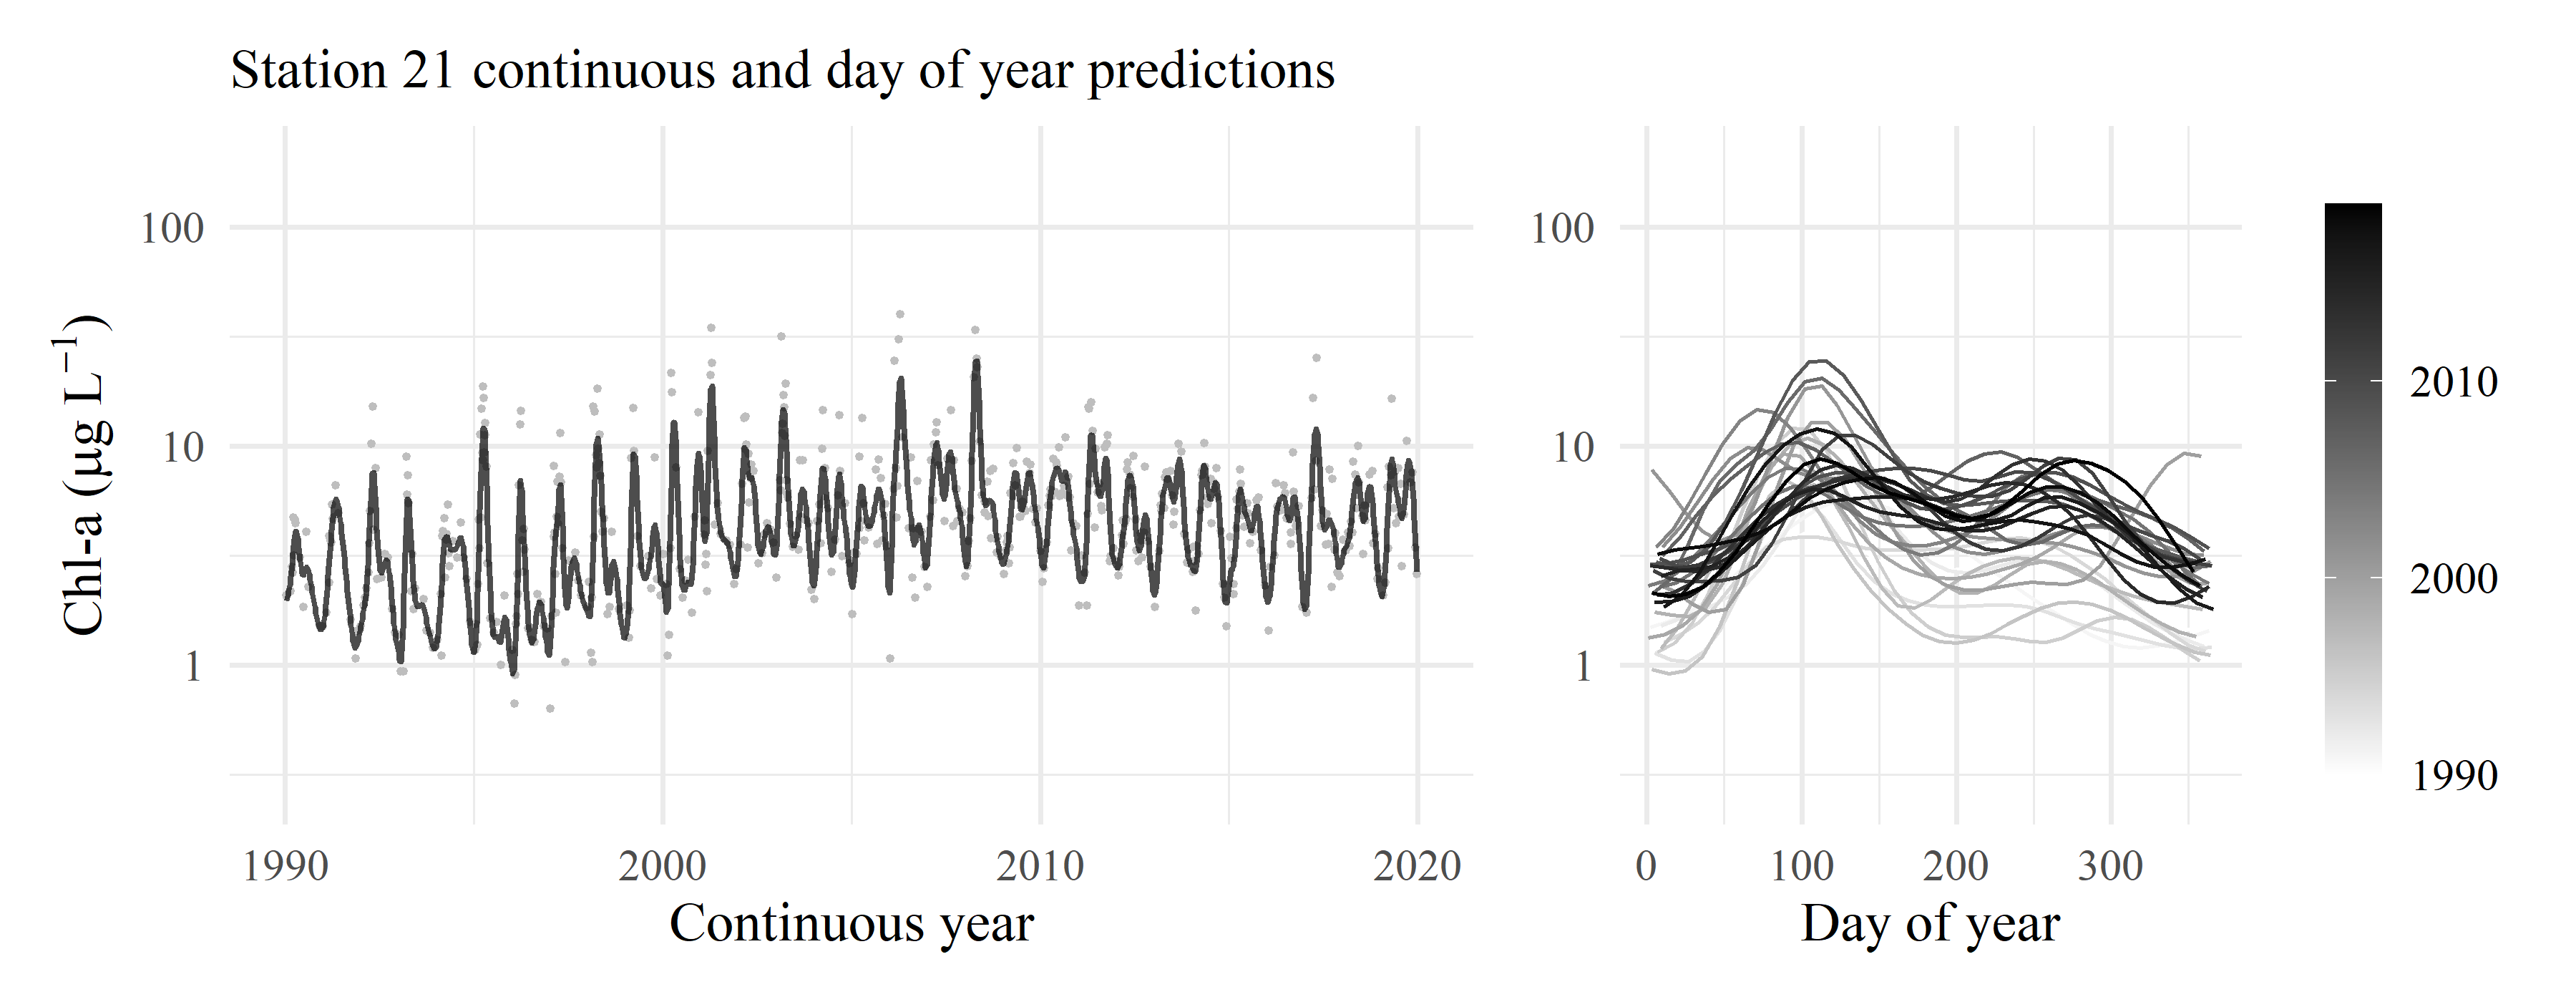 Station 21 continuous and day of year predictions
Chl-a (µg L⁻¹)
100
10
1
1990 2000 2010 2020
Continuous year
100
10
1
0 100 200 300
Day of year
2010
2000
1990